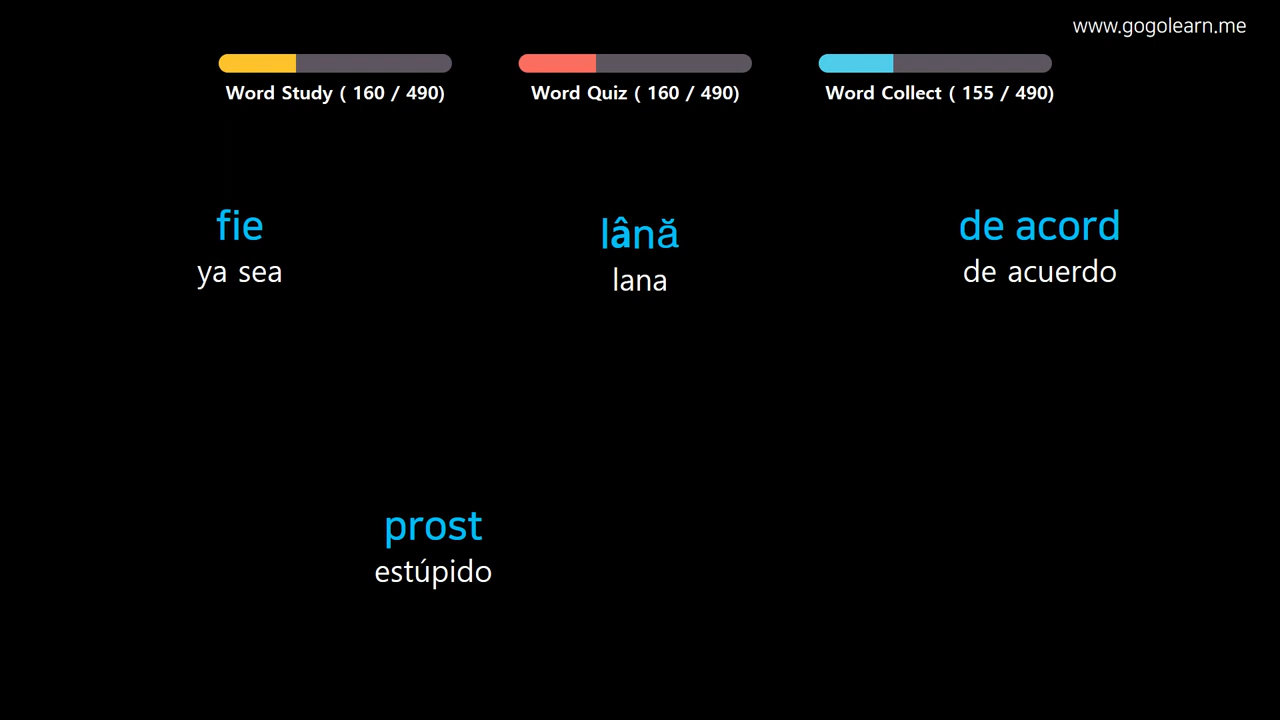 www.gogolearn.me
Word Study ( 160 / 490)
Word Quiz ( 160 / 490)
Word Collect ( 155 / 490)
fie
ya sea
lână
lana
de acord
de acuerdo
prost
estúpido